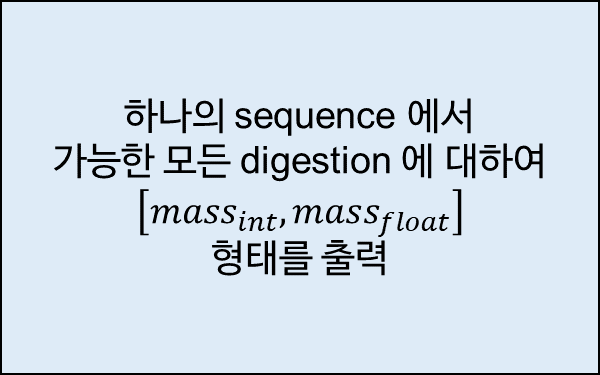 하나의 sequence 에서
가능한 모든 digestion 에 대하여
[mass_int, mass_float]
형태를 출력